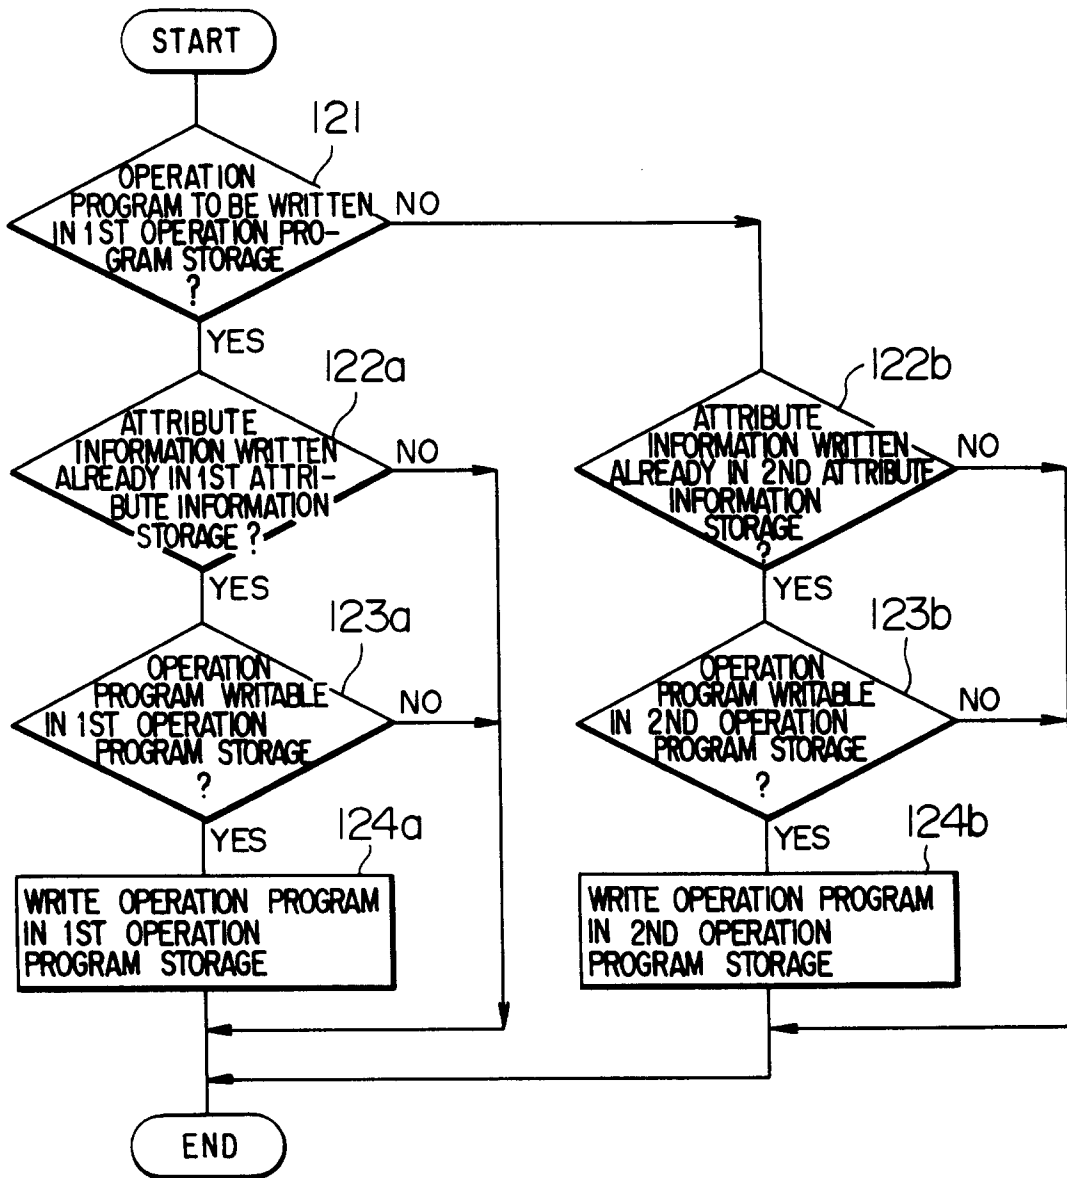 START
121
OPERATION
PROGRAM TO BE WRITTEN
IN 1ST OPERATION PRO-
GRAM STORAGE
?
NO
YES
122a
ATTRIBUTE
INFORMATION WRITTEN
ALREADY IN 1ST ATTRI-
BUTE INFORMATION
STORAGE ?
NO
YES
122b
ATTRIBUTE
INFORMATION WRITTEN
ALREADY IN 2ND ATTRIBUTE
INFORMATION
STORAGE
?
NO
YES
123a
OPERATION
PROGRAM WRITABLE
IN 1ST OPERATION
PROGRAM STORAGE
?
NO
YES
123b
OPERATION
PROGRAM WRITABLE
IN 2ND OPERATION
PROGRAM STORAGE
?
NO
YES
124a
WRITE OPERATION PROGRAM
IN 1ST OPERATION
PROGRAM STORAGE
124b
WRITE OPERATION PROGRAM
IN 2ND OPERATION
PROGRAM STORAGE
END